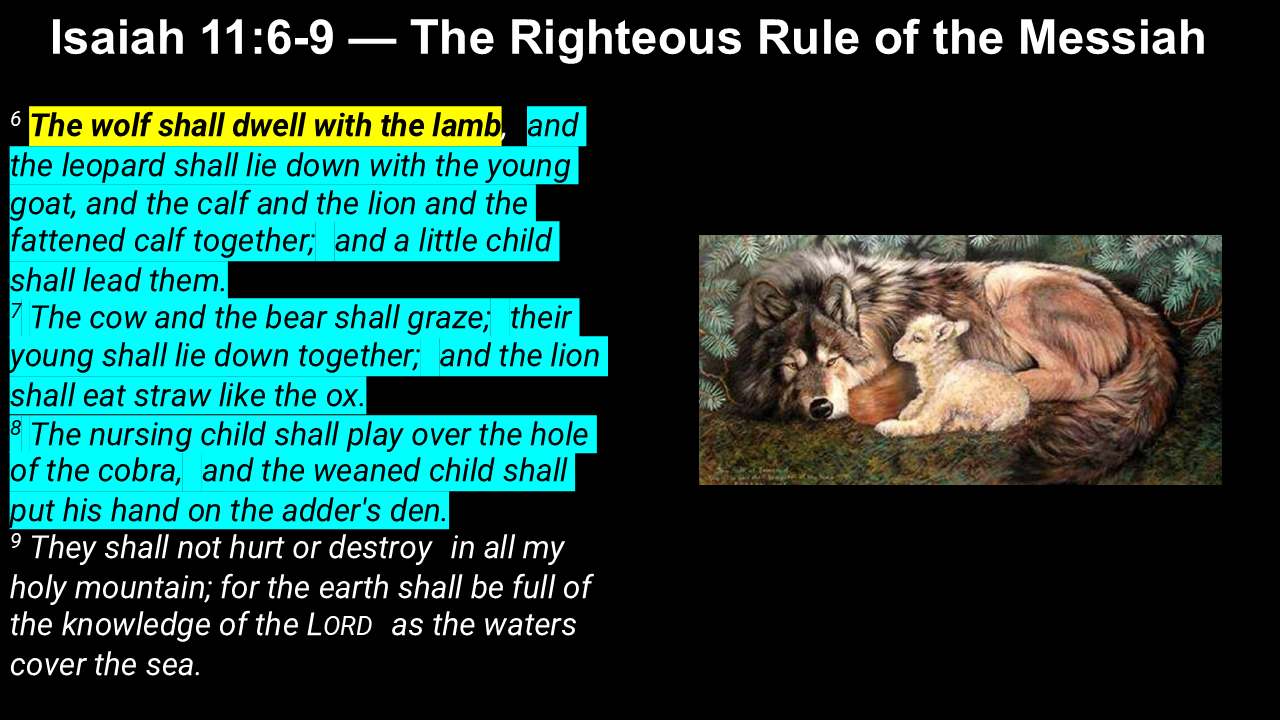 Isaiah 11:6-9 — The Righteous Rule of the Messiah
6 The wolf shall dwell with the lamb, and
the leopard shall lie down with the young
goat, and the calf and the lion and the
fattened calf together; and a little child
shall lead them.
7 The cow and the bear shall graze; their
young shall lie down together; and the lion
shall eat straw like the ox.
8 The nursing child shall play over the hole
of the cobra, and the weaned child shall
put his hand on the adder's den.
9 They shall not hurt or destroy in all my
holy mountain; for the earth shall be full of
the knowledge of the LORD as the waters
cover the sea.